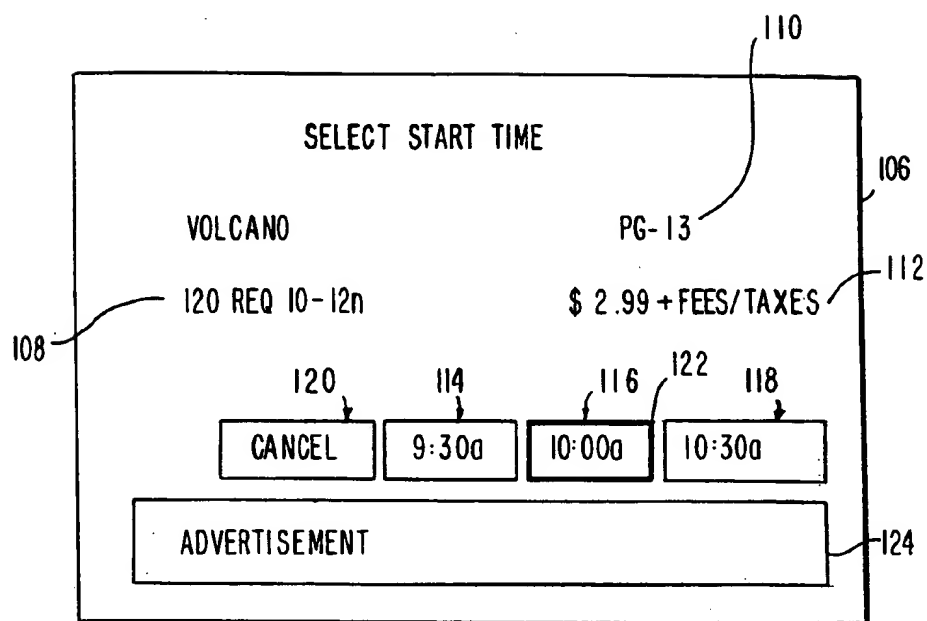 110
SELECT START TIME
106
VOLCANO PG-13
112
120 REQ 10-12n $ 2.99 + FEES/TAXES
108
120 114 116 122 118
CANCEL 9:30a 10:00a 10:30a
ADVERTISEMENT
124